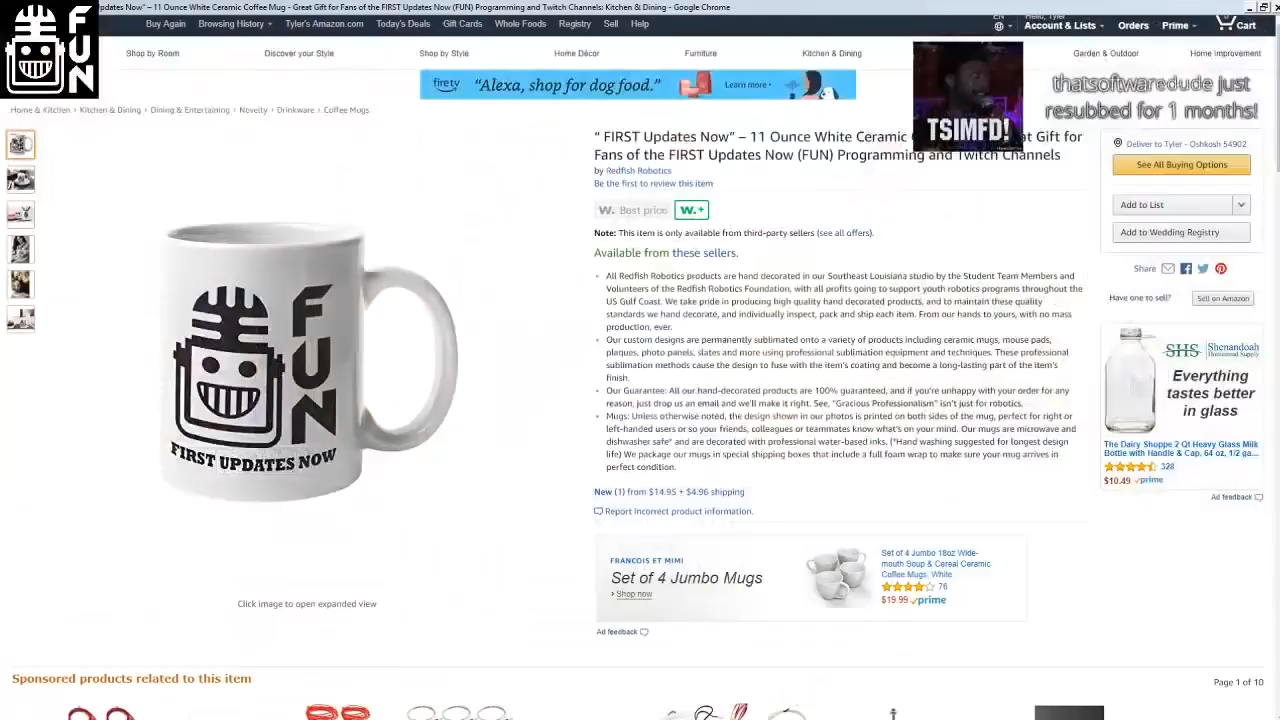 pdates Now" – 11 Ounce White Ceramic Coffee Mug - Great Gift for Fans of the FIRST Updates Now (FUN) Programming and Twitch Channels: Kitchen & Dining - Google Chrome
FUN
Buy Again Browsing History Tyler's Amazon.com Today's Deals Gift Cards Whole Foods Registry Sell Help
EN Hello, Tyler
Account & Lists Orders Prime Cart
Shop by Room Discover your Style Shop by Style Home Décor Furniture Kitchen & Dining Garden & Outdoor Home Improvement
fire tv "Alexa, shop for dog food." Learn more
TSIMFD!
thatsoftwaredude just
resubbed for 1 months!
Home & Kitchen › Kitchen & Dining › Dining & Entertaining › Novelty › Drinkware › Coffee Mugs
" FIRST Updates Now" – 11 Ounce White Ceramic at Gift for
Fans of the FIRST Updates Now (FUN) Programming and Twitch Channels
by Redfish Robotics
Be the first to review this item
W. Best price W.+
Note: This item is only available from third-party sellers (see all offers).
Available from these sellers.
All Redfish Robotics products are hand decorated in our Southeast Louisiana studio by the Student Team Members and
Volunteers of the Redfish Robotics Foundation, with all profits going to support youth robotics programs throughout the
US Gulf Coast. We take pride in producing high quality hand decorated products, and to maintain these quality
standards we hand decorate, and individually inspect, pack and ship each item. From our hands to yours, with no mass
production, ever.
Our custom designs are permanently sublimated onto a variety of products including ceramic mugs, mouse pads,
plaques, photo panels, slates and more using professional sublimation equipment and techniques. These professional
sublimation methods cause the design to fuse with the item's coating and become a long-lasting part of the item's
finish.
Our Guarantee: All our hand-decorated products are 100% guaranteed, and if you're unhappy with your order for any
reason, just drop us an email and we'll make it right. See, "Gracious Professionalism" isn't just for robotics.
Mugs: Unless otherwise noted, the design shown in our photos is printed on both sides of the mug, perfect for right or
left-handed users or so your friends, colleagues or teammates know what's on your mind. Our mugs are microwave and
dishwasher safe* and are decorated with professional water-based inks. (*Hand washing suggested for longest design
life) We package our mugs in special shipping boxes that include a full foam wrap to make sure your mug arrives in
perfect condition.
New (1) from $14.95 + $4.96 shipping
Report incorrect product information.
FUN
FIRST UPDATES NOW
Click image to open expanded view
FRANCOIS ET MIMI
Set of 4 Jumbo Mugs
› Shop now
Set of 4 Jumbo 18oz Wide-
mouth Soup & Cereal Ceramic
Coffee Mugs, White
76
$19.99 prime
Ad feedback
Deliver to Tyler - Oshkosh 54902
See All Buying Options
Add to List
Add to Wedding Registry
Share
Have one to sell? Sell on Amazon
SHS Shenandoah
Homestead Supply
Everything
tastes better
in glass
The Dairy Shoppe 2 Qt Heavy Glass Milk
Bottle with Handle & Cap. 64 oz, 1/2 ga...
328
$10.49 prime
Ad feedback
Sponsored products related to this item
Page 1 of 10